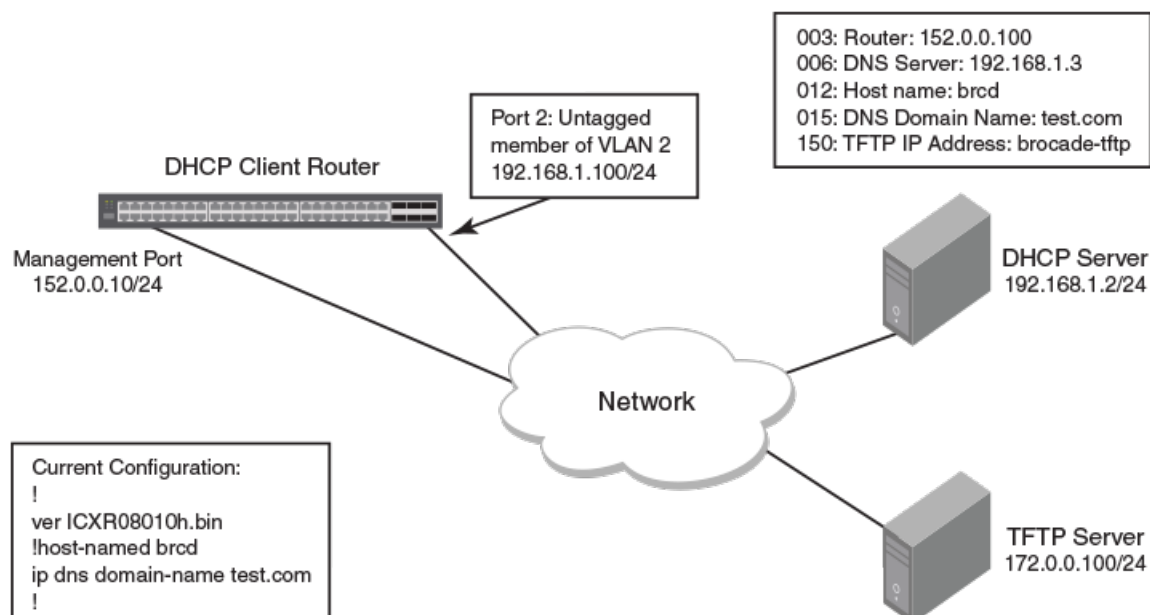 003: Router: 152.0.0.100
006: DNS Server: 192.168.1.3
012: Host name: brcd
015: DNS Domain Name: test.com
150: TFTP IP Address: brocade-tftp
Port 2: Untagged
member of VLAN 2
192.168.1.100/24
DHCP Client Router
Management Port
152.0.0.10/24
DHCP Server
192.168.1.2/24
Network
Current Configuration:
!
ver ICXR08010h.bin
!host-named brcd
ip dns domain-name test.com
!
TFTP Server
172.0.0.100/24